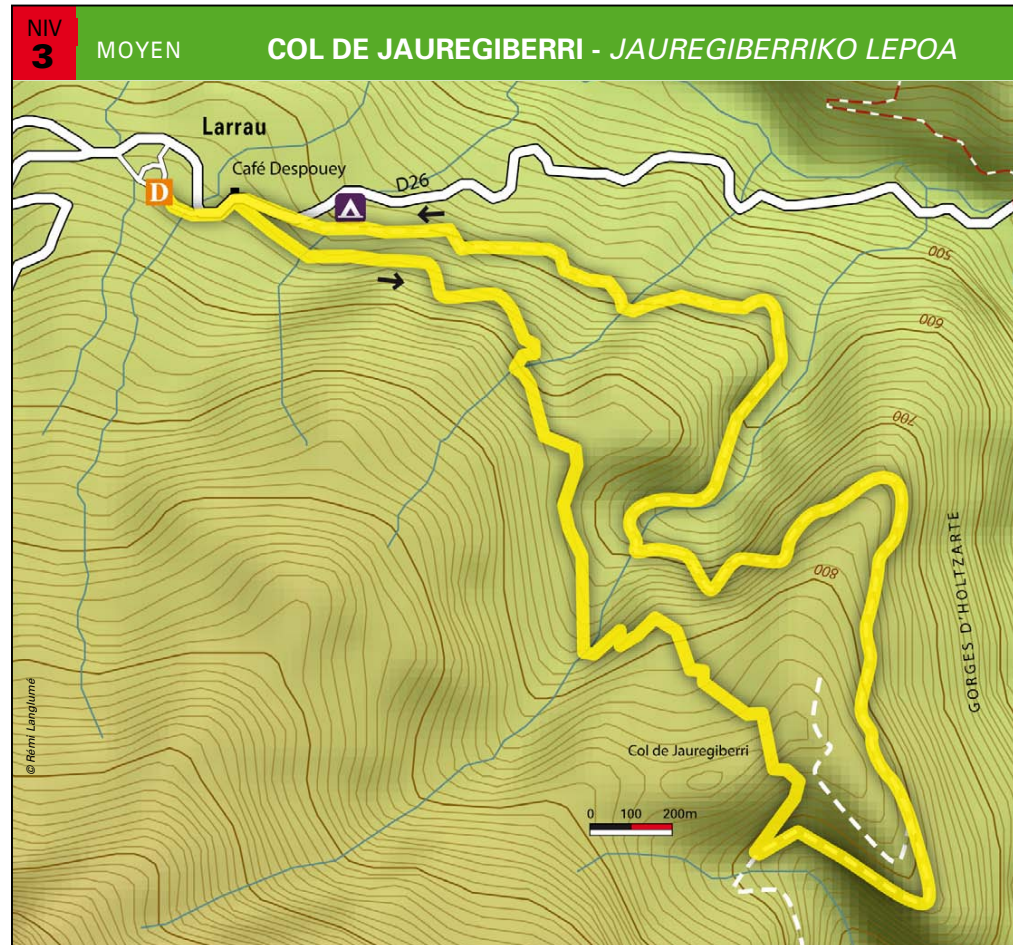 NIV
3
MOYEN
COL DE JAUREGIBERRI - JAUREGIBERRIKO LEPOA
Larrau
Café Despouey
D
D26
500
600
700
800
GORGES D'HOLTZARTE
Col de Jauregiberri
0 100 200m
© Rémi Langlumé